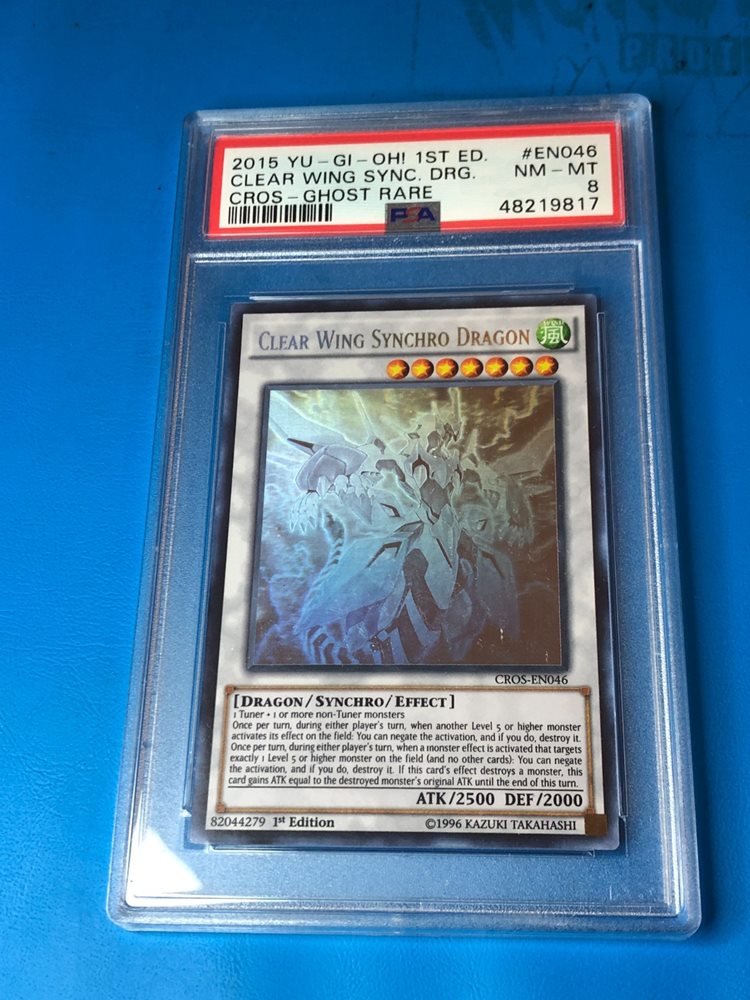 2015 YU-GI-OH! 1ST ED. #EN046
CLEAR WING SYNC. DRG. NM-MT
CROS-GHOST RARE 8
PSA 48219817
CLEAR WING SYNCHRO DRAGON 風
CROS-EN046
[DRAGON/SYNCHRO/EFFECT]
1 Tuner + 1 or more non-Tuner monsters
Once per turn, during either player's turn, when another Level 5 or higher monster
activates its effect on the field: You can negate the activation, and if you do, destroy it.
Once per turn, during either player's turn, when a monster effect is activated that targets
exactly 1 Level 5 or higher monster on the field (and no other cards): You can negate
the activation, and if you do, destroy it. If this card's effect destroys a monster, this
card gains ATK equal to the destroyed monster's original ATK until the end of this turn.
ATK/2500 DEF/2000
82044279 1st Edition ©1996 KAZUKI TAKAHASHI